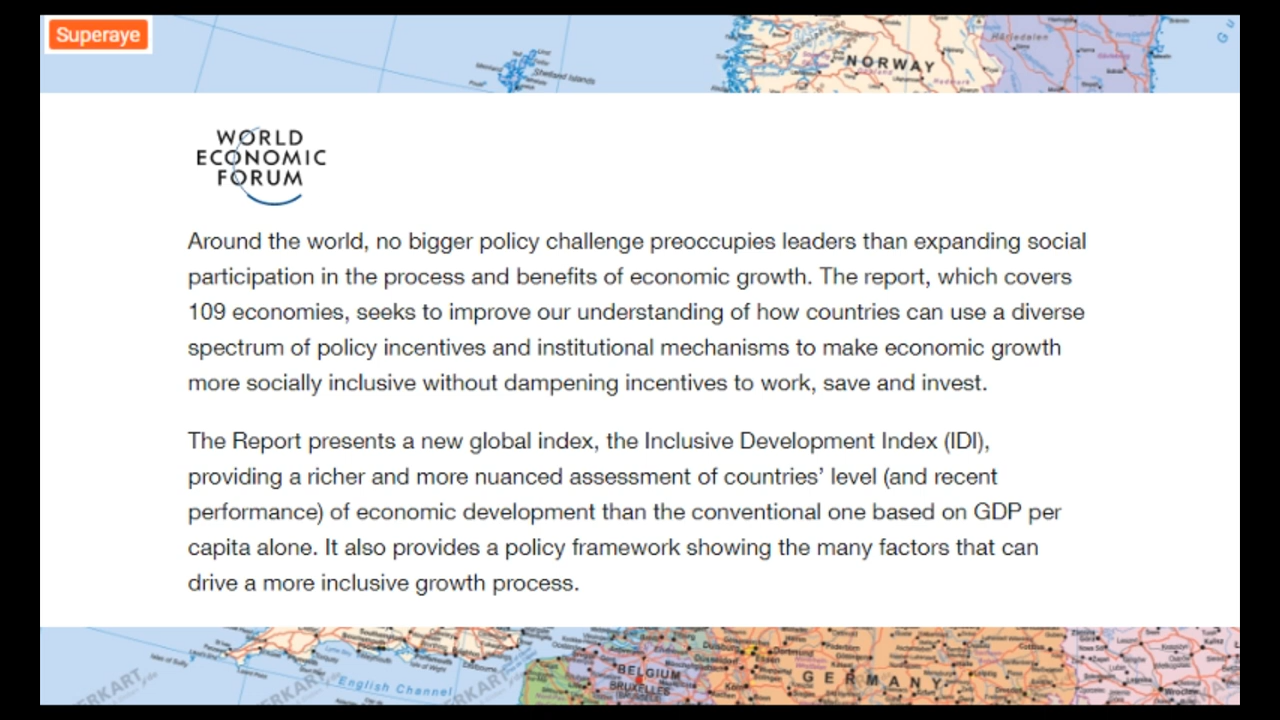 Superaye
NORWAY
Shetland Islands
WORLD
ECONOMIC
FORUM
Around the world, no bigger policy challenge preoccupies leaders than expanding social
participation in the process and benefits of economic growth. The report, which covers
109 economies, seeks to improve our understanding of how countries can use a diverse
spectrum of policy incentives and institutional mechanisms to make economic growth
more socially inclusive without dampening incentives to work, save and invest.
The Report presents a new global index, the Inclusive Development Index (IDI),
providing a richer and more nuanced assessment of countries’ level (and recent
performance) of economic development than the conventional one based on GDP per
capita alone. It also provides a policy framework showing the many factors that can
drive a more inclusive growth process.
English Channel
BELGIUM
BRUXELLES
GERMANY